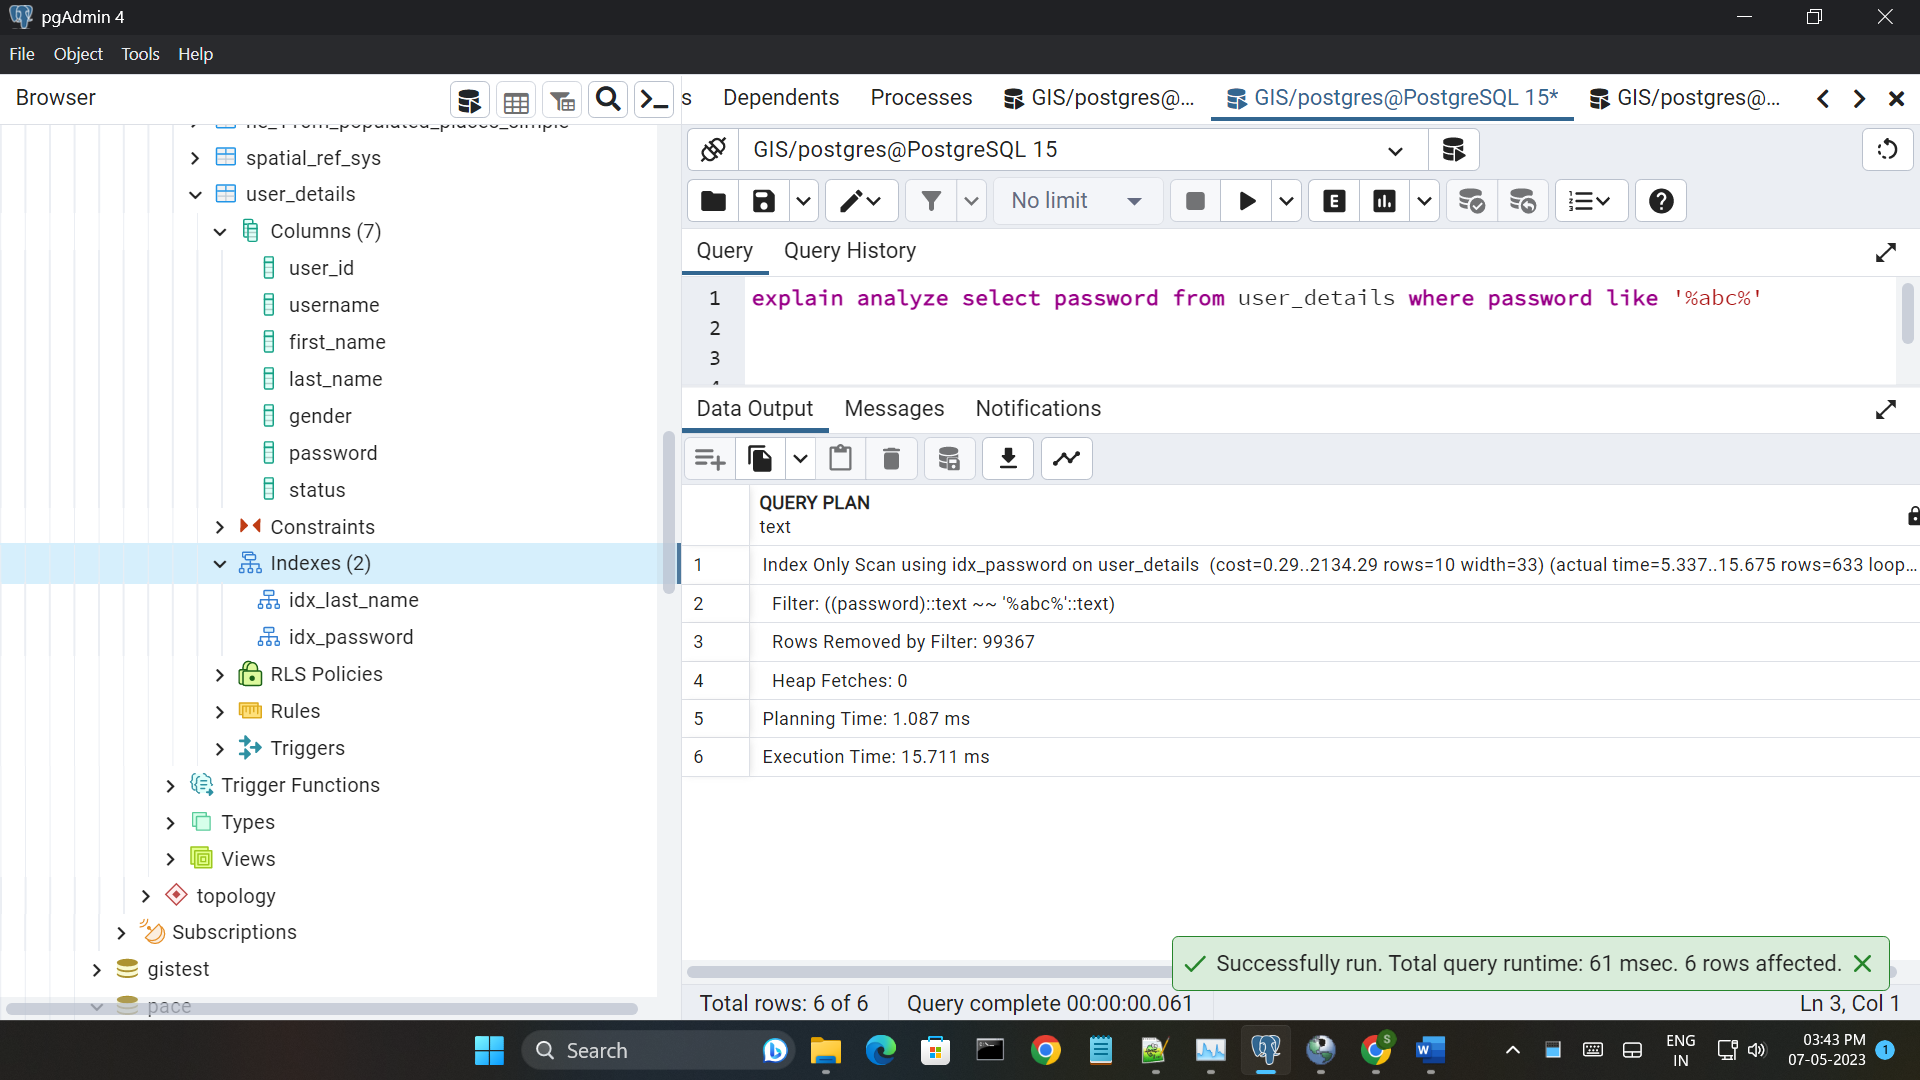 pgAdmin 4
File Object Tools Help
Browser
s Dependents Processes GIS/postgres@... GIS/postgres@PostgreSQL 15* GIS/postgres@...
spatial_ref_sys
user_details
Columns (7)
user_id
username
first_name
last_name
gender
password
status
Constraints
Indexes (2)
idx_last_name
idx_password
RLS Policies
Rules
Triggers
Trigger Functions
Types
Views
topology
Subscriptions
gistest
pace
GIS/postgres@PostgreSQL 15
No limit
E
Query Query History
1 explain analyze select password from user_details where password like '%abc%'
2
3
Data Output Messages Notifications
QUERY PLAN
text
1 Index Only Scan using idx_password on user_details (cost=0.29..2134.29 rows=10 width=33) (actual time=5.337..15.675 rows=633 loop...
2 Filter: ((password)::text ~~ '%abc%'::text)
3 Rows Removed by Filter: 99367
4 Heap Fetches: 0
5 Planning Time: 1.087 ms
6 Execution Time: 15.711 ms
Successfully run. Total query runtime: 61 msec. 6 rows affected.
Total rows: 6 of 6 Query complete 00:00:00.061 Ln 3, Col 1
Search
ENG
IN
03:43 PM
07-05-2023
1